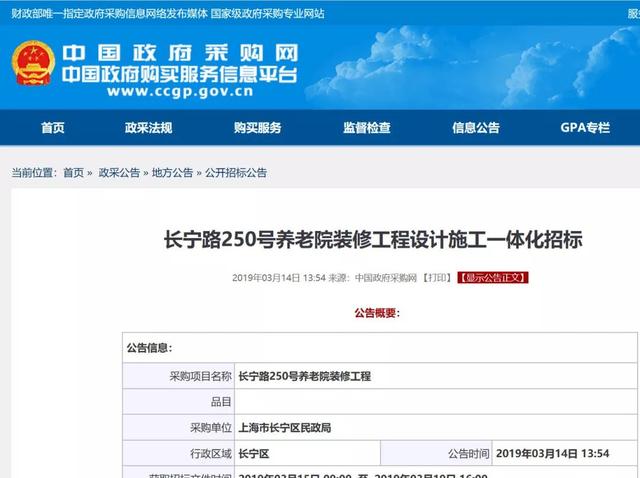 财政部唯一指定政府采购信息网络发布媒体 国家级政府采购专业网站
中国政府采购网
中国政府购买服务信息平台
www.ccgp.gov.cn
首页 政采法规 购买服务 监督检查 信息公告 GPA专栏
当前位置：首页 » 政采公告 » 地方公告 » 公开招标公告
长宁路250号养老院装修工程设计施工一体化招标
2019年03月14日 13:54 来源：中国政府采购网 【打印】 【显示公告正文】
公告概要：
公告信息：
采购项目名称 长宁路250号养老院装修工程
品目
采购单位 上海市长宁区民政局
行政区域 长宁区 公告时间 2019年03月14日 13:54
获取招标文件时间 2019年03月15日 09:00 至 2019年03月19日 16:00